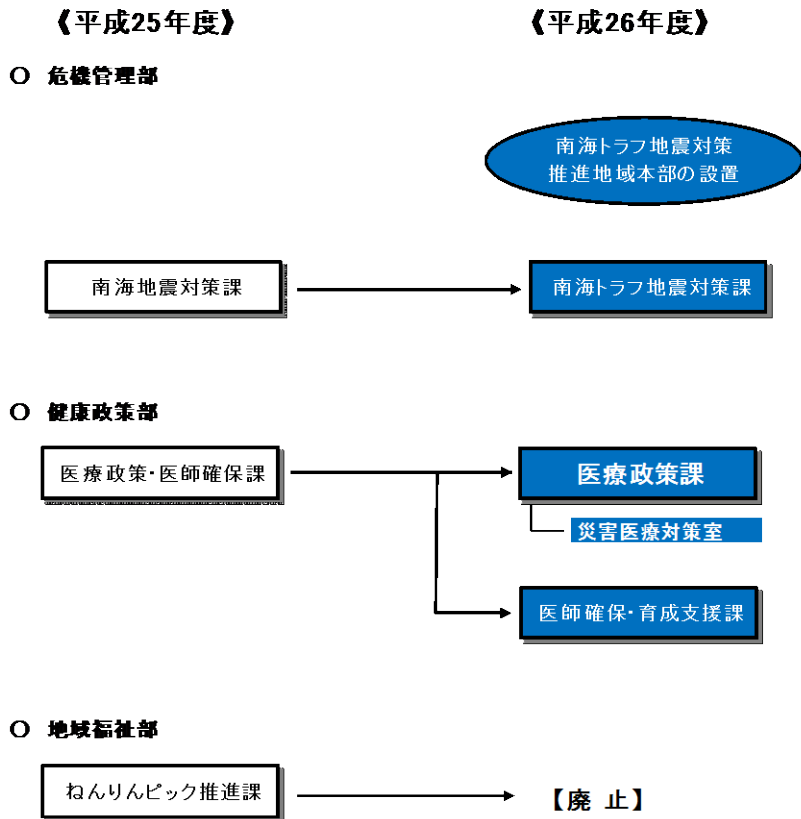 《平成25年度》
《平成26年度》
○ 危機管理部
南海トラフ地震対策
推進地域本部の設置
南海地震対策課
南海トラフ地震対策課
○ 健康政策部
医療政策・医師確保課
医療政策課
災害医療対策室
医師確保・育成支援課
○ 地域福祉部
ねんりんピック推進課
【廃 止】